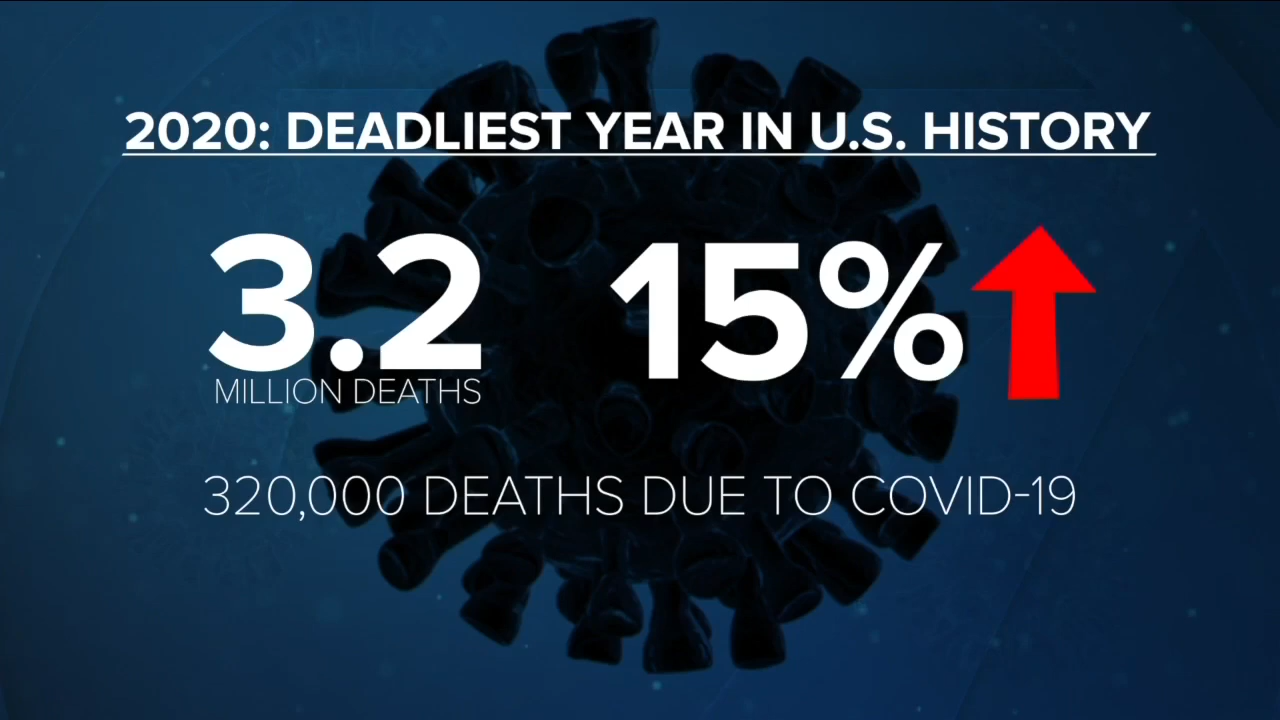 2020: DEADLIEST YEAR IN U.S. HISTORY
3.2 15%
MILLION DEATHS
320,000 DEATHS DUE TO COVID-19